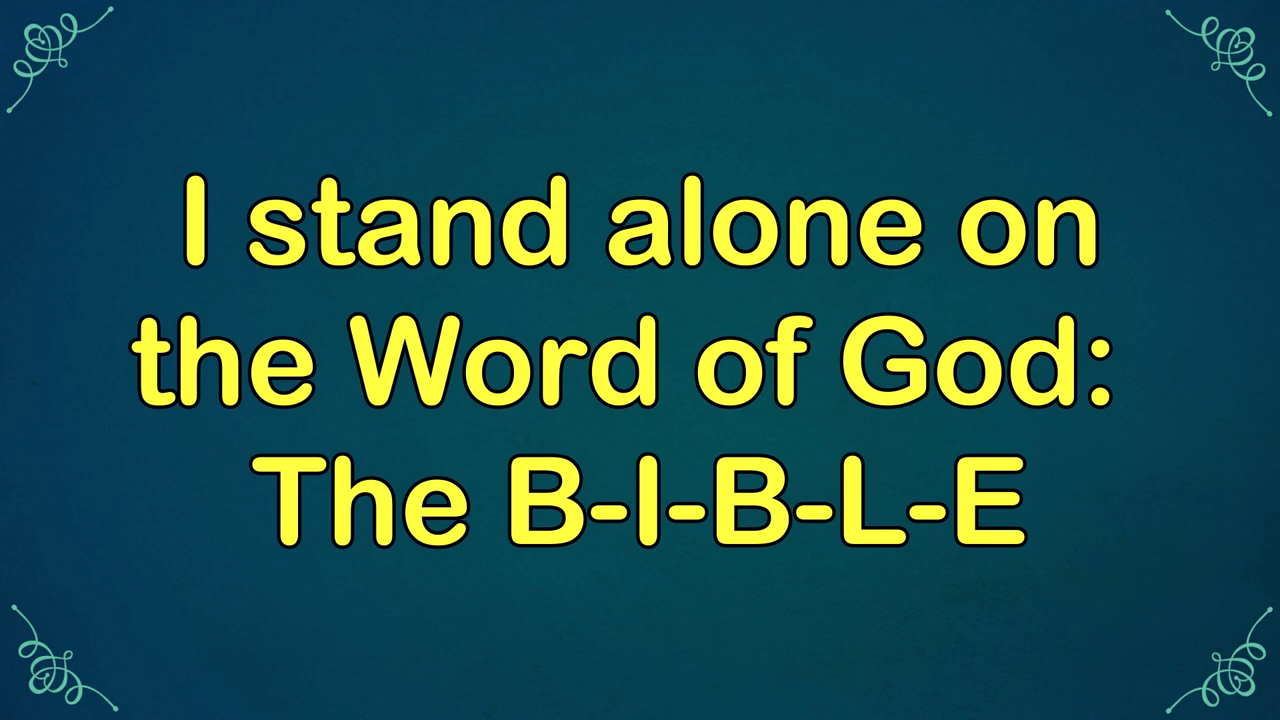 I stand alone on
the Word of God:
The B-I-B-L-E